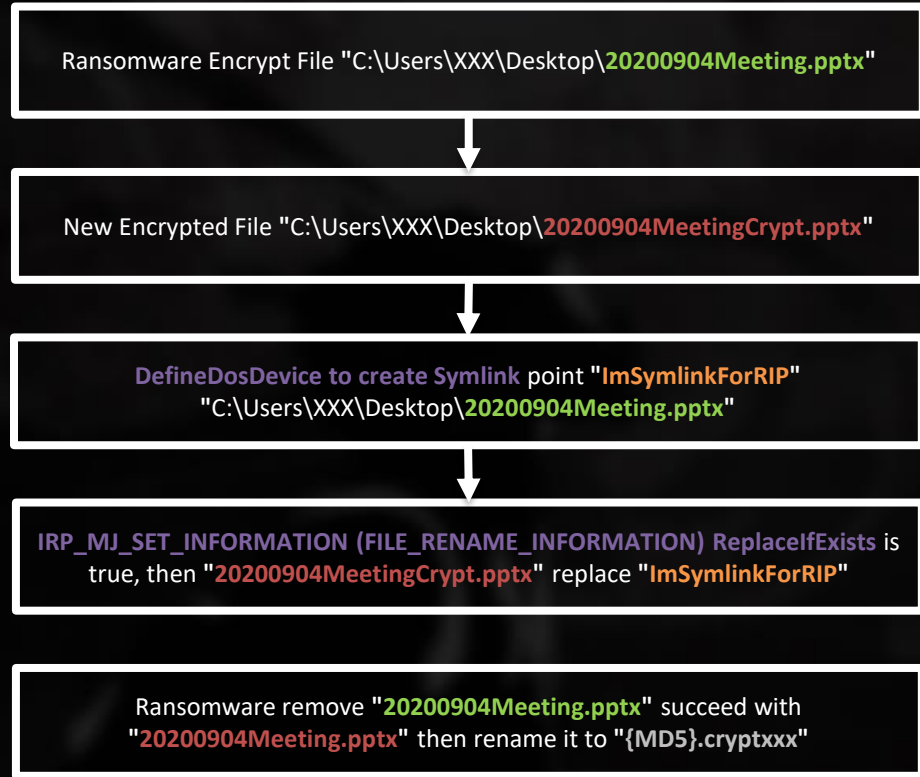 Ransomware Encrypt File "C:\Users\XXX\Desktop\20200904Meeting.pptx"
New Encrypted File "C:\Users\XXX\Desktop\20200904MeetingCrypt.pptx"
DefineDosDevice to create Symlink point "ImSymlinkForRIP"
"C:\Users\XXX\Desktop\20200904Meeting.pptx"
IRP_MJ_SET_INFORMATION (FILE_RENAME_INFORMATION) ReplaceIfExists is
true, then "20200904MeetingCrypt.pptx" replace "ImSymlinkForRIP"
Ransomware remove "20200904Meeting.pptx" succeed with
"20200904Meeting.pptx" then rename it to "{MD5}.cryptxxx"